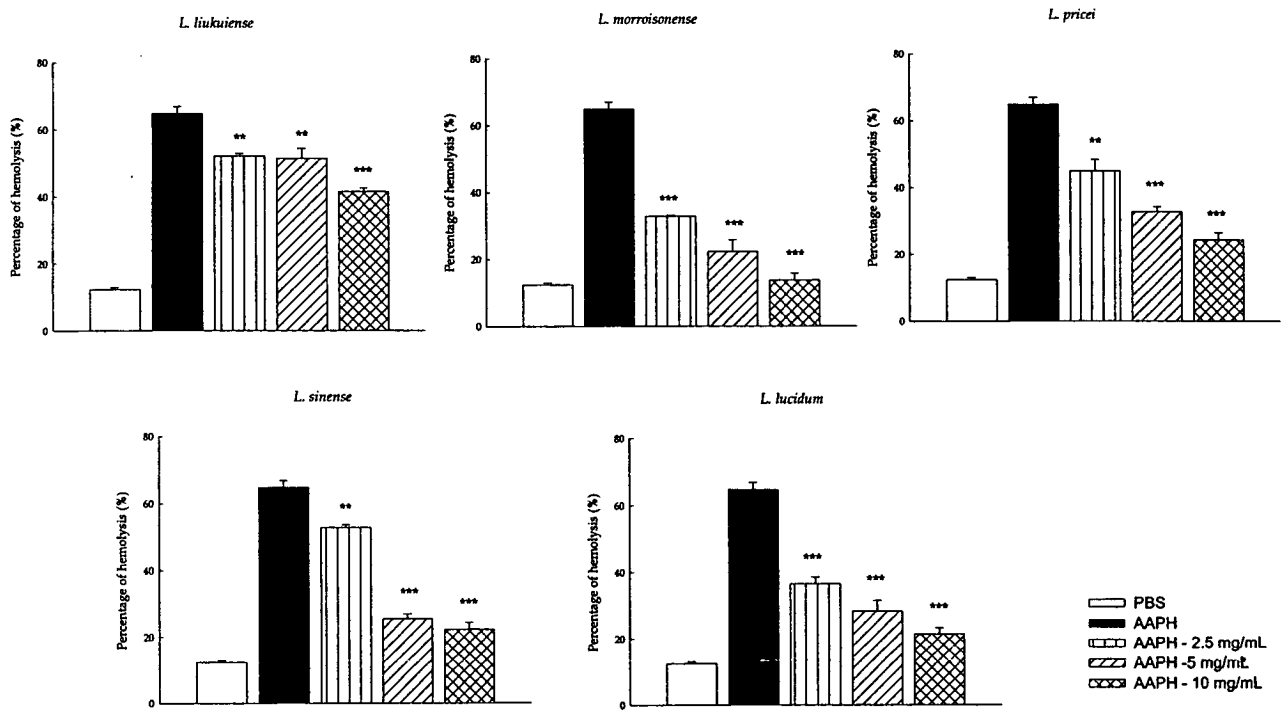 L. liukuiense
Percentage of hemolysis (%)
80
60
40
20
0
**
**
***
L. morroisonense
Percentage of hemolysis (%)
80
60
40
20
0
***
***
***
L. pricei
Percentage of hemolysis (%)
80
60
40
20
0
**
***
***
L. sinense
Percentage of hemolysis (%)
80
60
40
20
0
**
***
***
L. lucidum
Percentage of hemolysis (%)
80
60
40
20
0
***
***
***
PBS
AAPH
AAPH - 2.5 mg/mL
AAPH -5 mg/mL
AAPH - 10 mg/mL